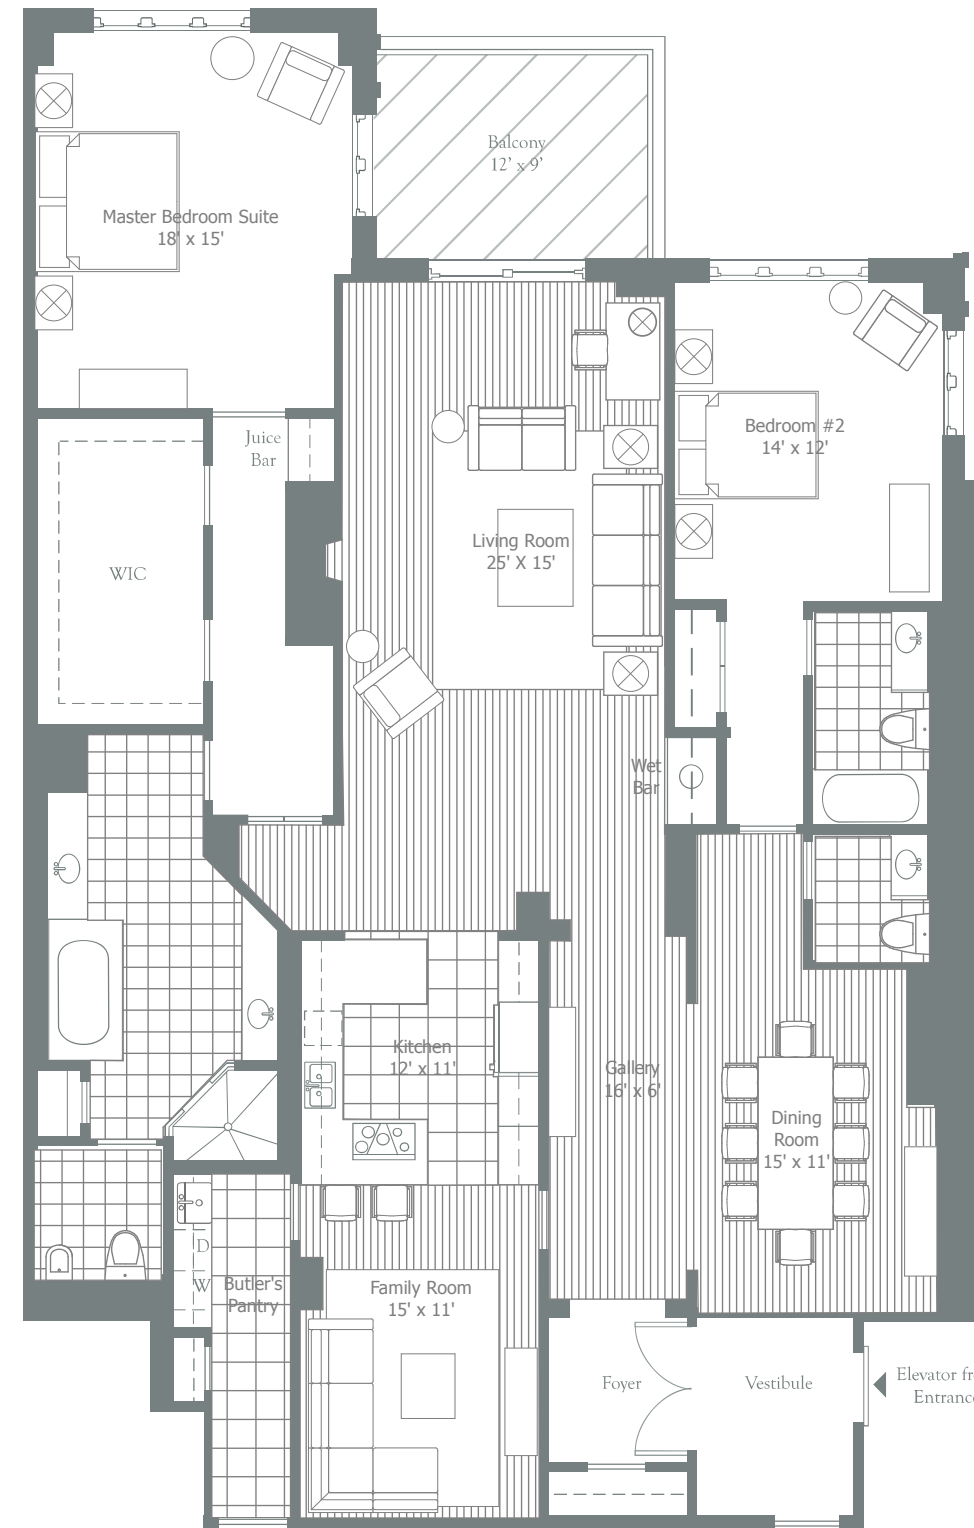 Balcony
12' x 9'
Master Bedroom Suite
18' x 15'
Juice
Bar
Bedroom #2
14' x 12'
Living Room
25' X 15'
WIC
Wet
Bar
Kitchen
12' x 11'
Gallery
16' x 6'
Dining
Room
15' x 11'
D
W
Butler's
Pantry
Family Room
15' x 11'
Foyer
Vestibule
Elevator
Entranc